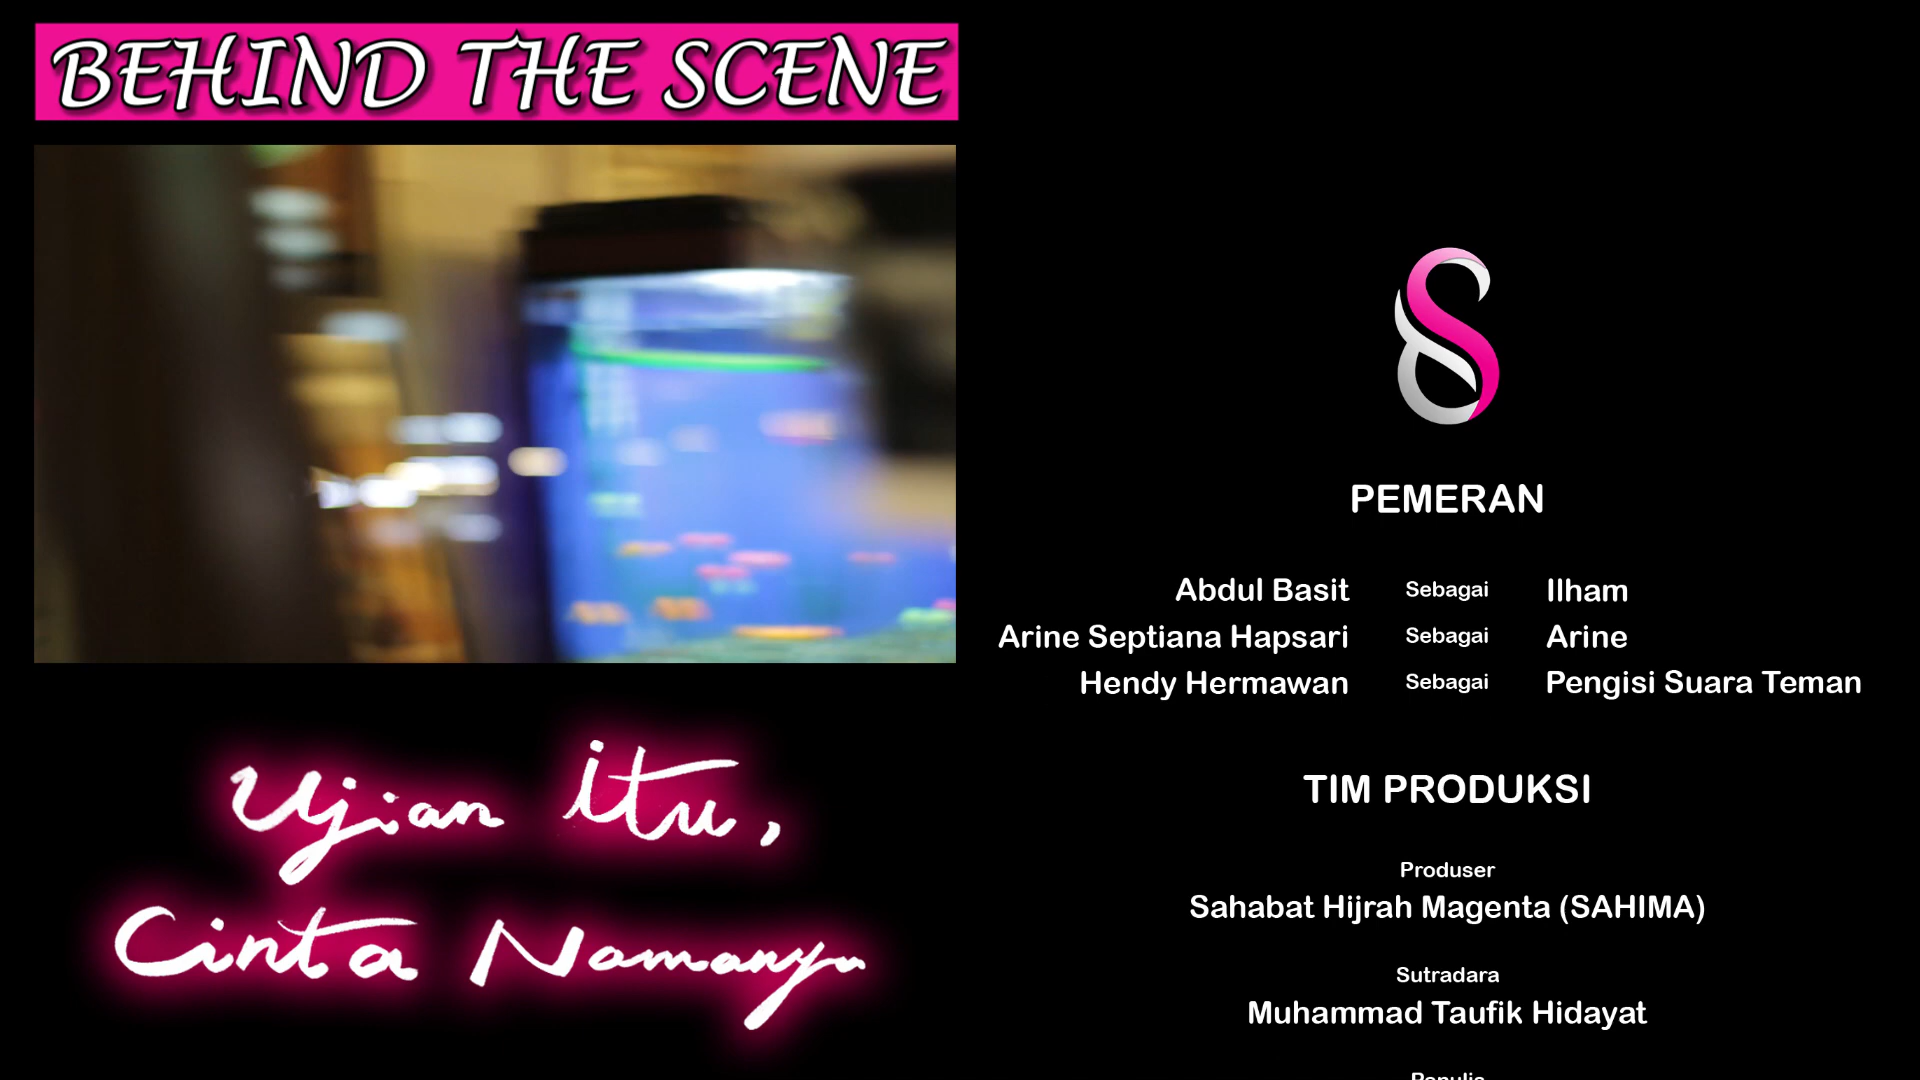 BEHIND THE SCENE
Ujian Itu,
Cinta Namanya
PEMERAN
Abdul Basit Sebagai Ilham
Arine Septiana Hapsari Sebagai Arine
Hendy Hermawan Sebagai Pengisi Suara Teman
TIM PRODUKSI
Produser
Sahabat Hijrah Magenta (SAHIMA)
Sutradara
Muhammad Taufik Hidayat
Penulis